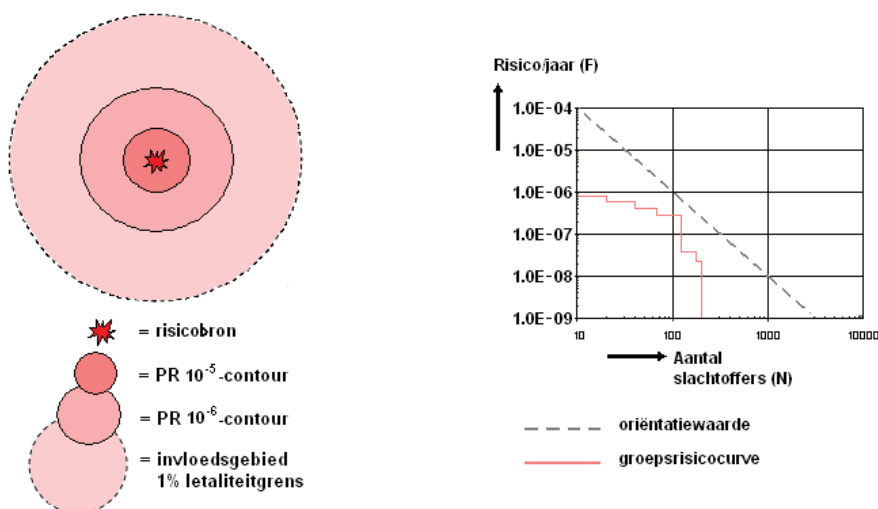 = risicobron
= PR 10⁻⁵-contour
= PR 10⁻⁶-contour
= invloedsgebied
1% letaliteitgrens
Risico/jaar (F)
1.0E-04
1.0E-05
1.0E-06
1.0E-07
1.0E-08
1.0E-09
10 100 1000 10000
Aantal
slachtoffers (N)
oriëntatiewaarde
groepsrisicocurve